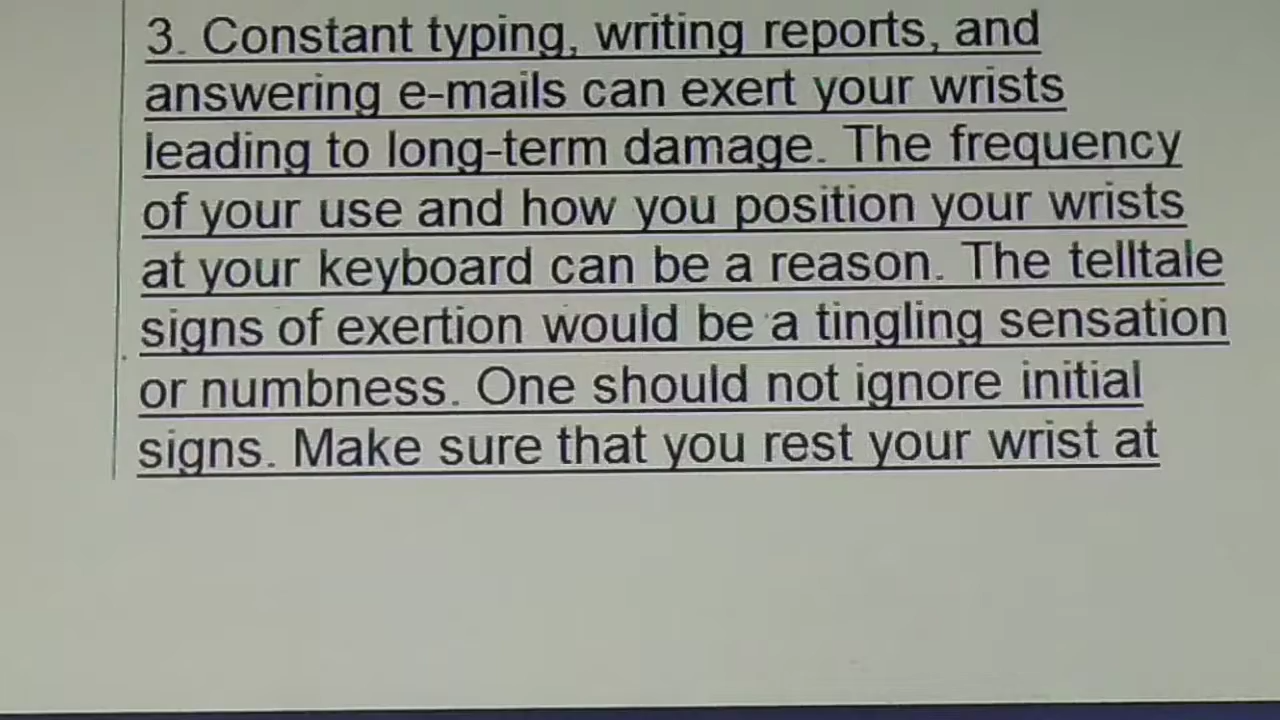 3. Constant typing, writing reports, and
answering e-mails can exert your wrists
leading to long-term damage. The frequency
of your use and how you position your wrists
at your keyboard can be a reason. The telltale
signs of exertion would be a tingling sensation
or numbness. One should not ignore initial
signs. Make sure that you rest your wrist at